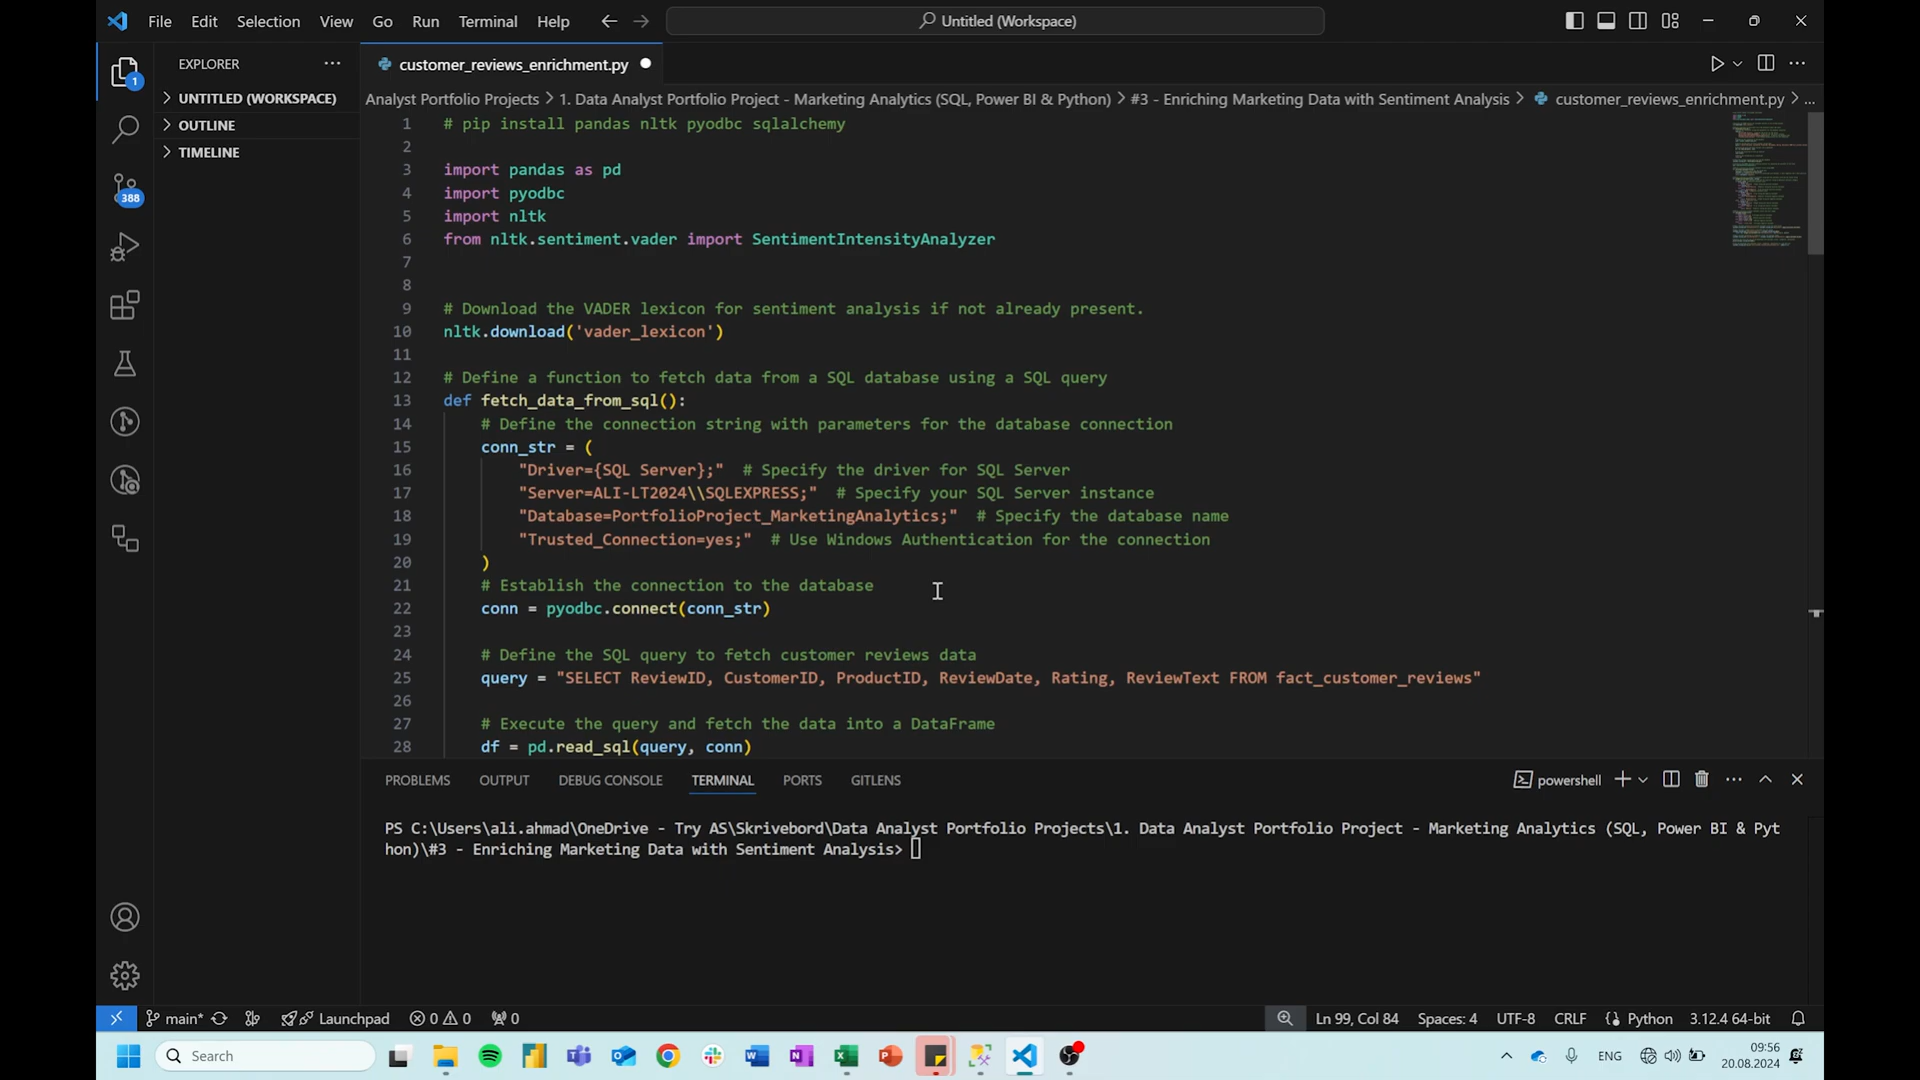 File Edit Selection View Go Run Terminal Help
Untitled (Workspace)
EXPLORER
1
UNTITLED (WORKSPACE)
OUTLINE
TIMELINE
388
customer_reviews_enrichment.py
Analyst Portfolio Projects > 1. Data Analyst Portfolio Project - Marketing Analytics (SQL, Power BI & Python) > #3 - Enriching Marketing Data with Sentiment Analysis > customer_reviews_enrichment.py > ...
1 # pip install pandas nltk pyodbc sqlalchemy
2
3 import pandas as pd
4 import pyodbc
5 import nltk
6 from nltk.sentiment.vader import SentimentIntensityAnalyzer
7
8
9 # Download the VADER lexicon for sentiment analysis if not already present.
10 nltk.download('vader_lexicon')
11
12 # Define a function to fetch data from a SQL database using a SQL query
13 def fetch_data_from_sql():
14 # Define the connection string with parameters for the database connection
15 conn_str = (
16 "Driver={SQL Server};" # Specify the driver for SQL Server
17 "Server=ALI-LT2024\\SQLEXPRESS;" # Specify your SQL Server instance
18 "Database=PortfolioProject_MarketingAnalytics;" # Specify the database name
19 "Trusted_Connection=yes;" # Use Windows Authentication for the connection
20 )
21 # Establish the connection to the database
22 conn = pyodbc.connect(conn_str)
23
24 # Define the SQL query to fetch customer reviews data
25 query = "SELECT ReviewID, CustomerID, ProductID, ReviewDate, Rating, ReviewText FROM fact_customer_reviews"
26
27 # Execute the query and fetch the data into a DataFrame
28 df = pd.read_sql(query, conn)
PROBLEMS OUTPUT DEBUG CONSOLE TERMINAL PORTS GITLENS
powershell
PS C:\Users\ali.ahmad\OneDrive - Try AS\Skrivebord\Data Analyst Portfolio Projects\1. Data Analyst Portfolio Project - Marketing Analytics (SQL, Power BI & Pyt
hon)\#3 - Enriching Marketing Data with Sentiment Analysis>
main* Launchpad 0 0 0 Ln 99, Col 84 Spaces: 4 UTF-8 CRLF Python 3.12.4 64-bit
Search
ENG
09:56
20.08.2024